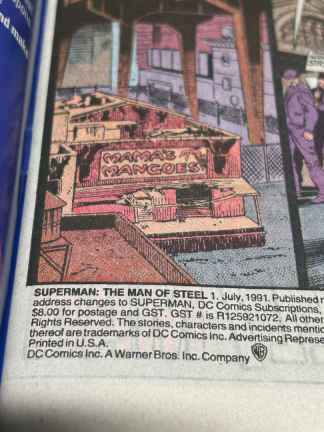 and make
MAMA'S
MANGOES
SUPERMAN: THE MAN OF STEEL 1. July, 1991. Published
address changes to SUPERMAN, DC Comics Subscriptions,
$8.00 for postage and GST. GST # is R125921072. All other
Rights Reserved. The stories, characters and incidents
thereof are trademarks of DC Comics Inc. Advertising
Printed in U.S.A.
DC Comics Inc. A Warner Bros. Inc. Company